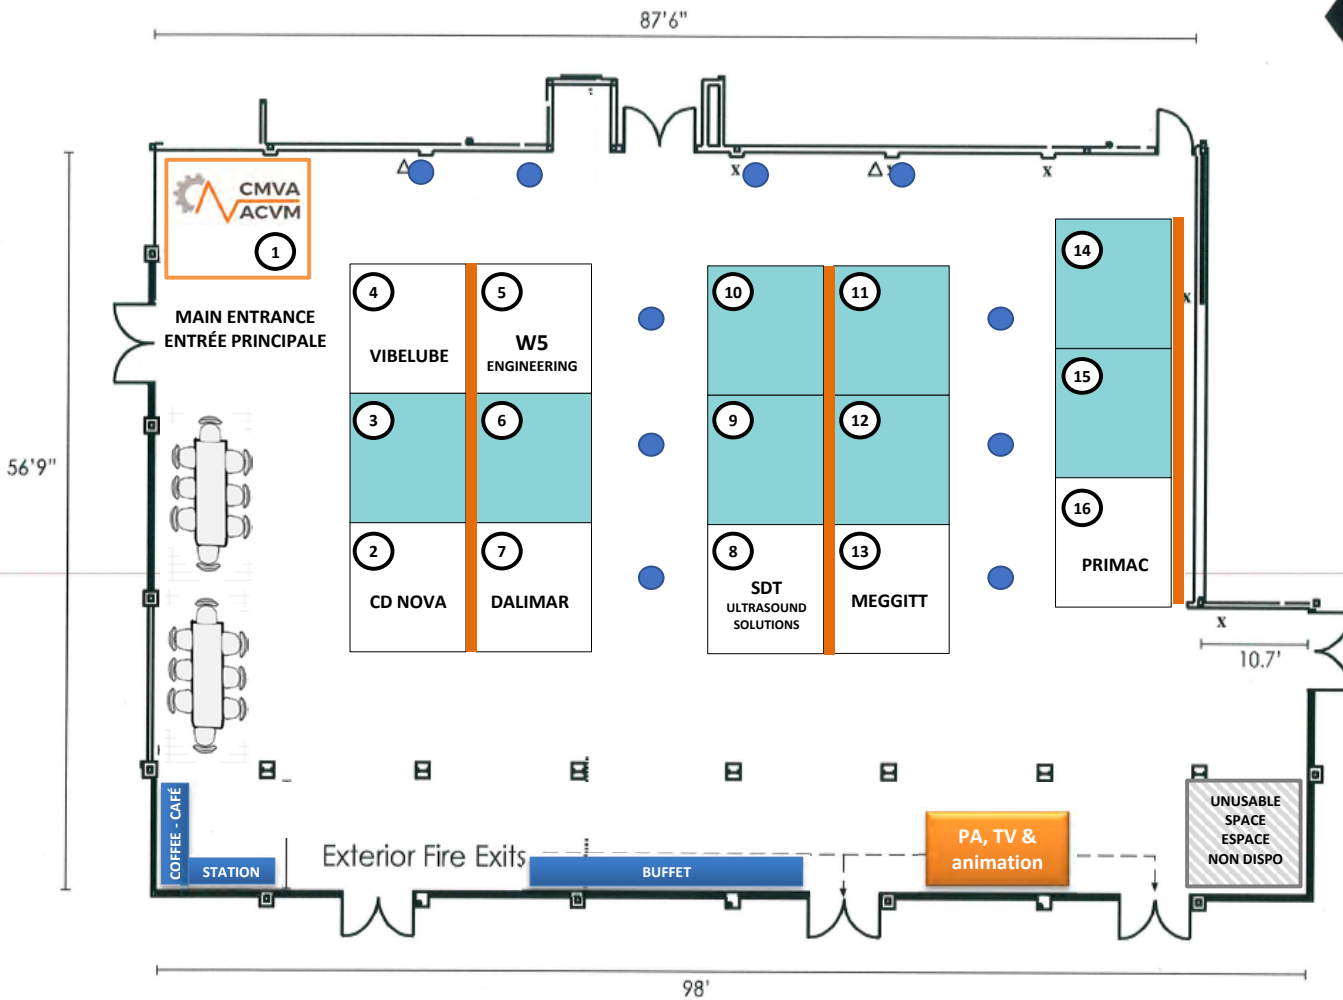 87'6"
CMVA
ACVM
1
MAIN ENTRANCE
ENTRÉE PRINCIPALE
56'9"
4
VIBELUBE
5
W5
ENGINEERING
3
6
2
CD NOVA
7
DALIMAR
10
11
9
12
8
SDT
ULTRASOUND
SOLUTIONS
13
MEGGITT
14
15
16
PRIMAC
x
x
x
x
x
10.7'
COFFEE - CAFÉ
STATION
Exterior Fire Exits
BUFFET
PA, TV &
animation
UNUSABLE
SPACE
ESPACE
NON DISPO
98'